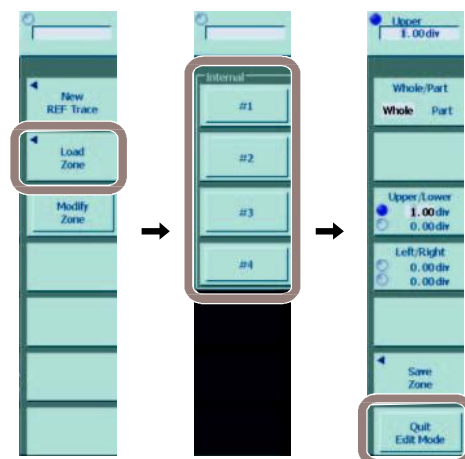 New
REF Trace
Load
Zone
Modify
Zone
Internal
#1
#2
#3
#4
Upper
1.00div
Whole/Part
Whole Part
Upper/Lower
1.00div
0.00div
Left/Right
0.00div
0.00div
Save
Zone
Quit
Edit Mode